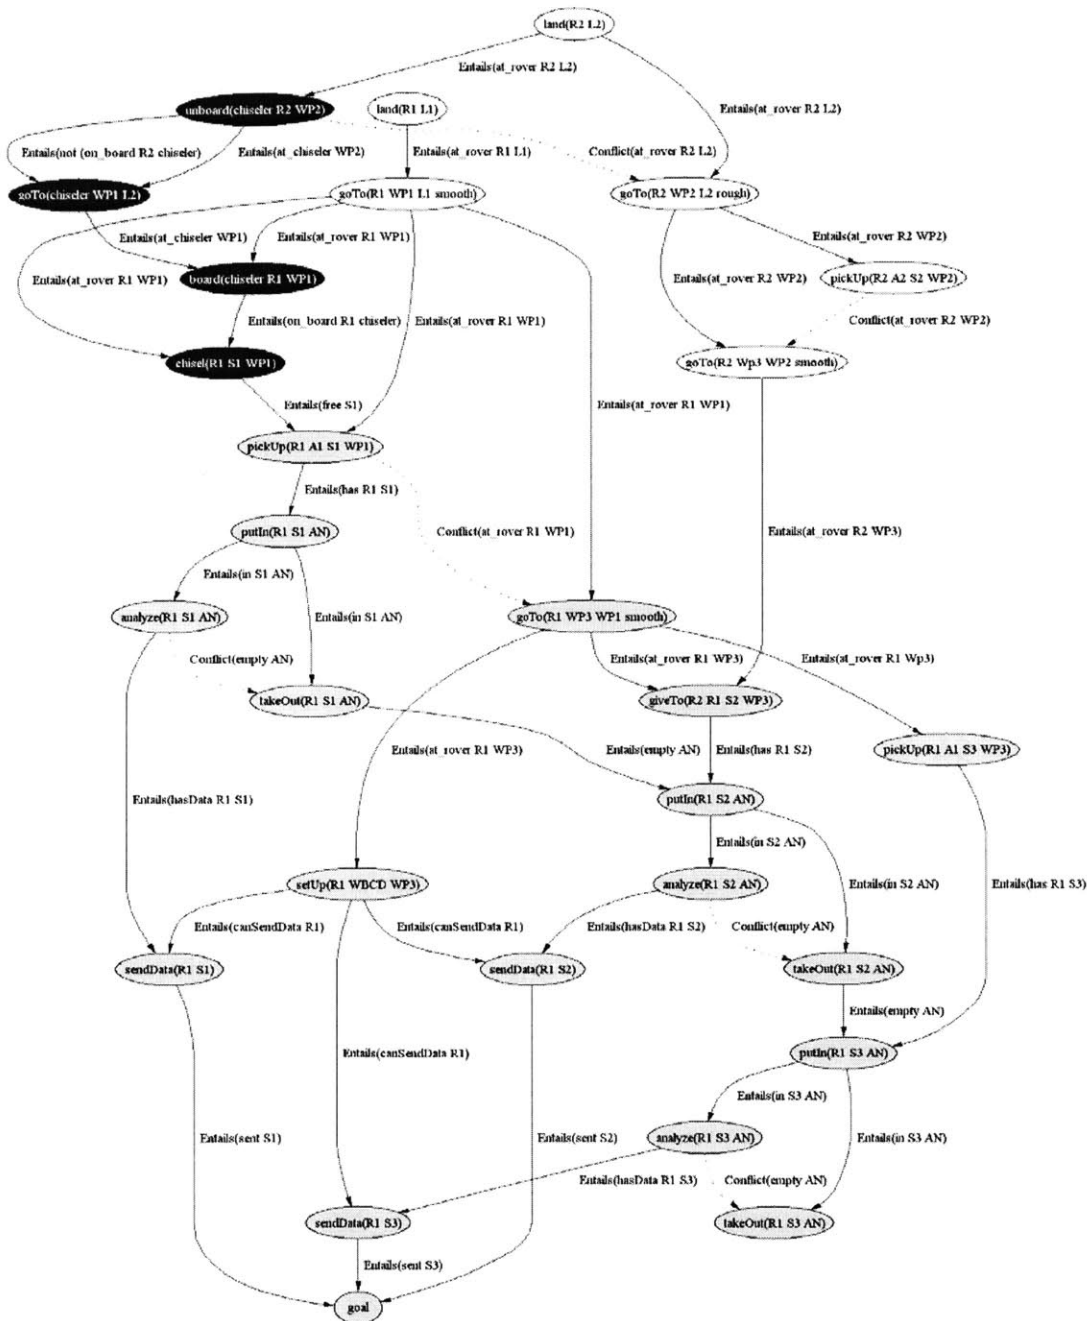 land(R2 L2)
Entails(at_rover R2 L2)
unboard(chiseler R2 WP2)
land(R1 L1)
Entails(at_rover R2 L2)
Entails(not (on_board R2 chiseler)
Entails(at_chiseler WP2)
Entails(at_rover R1 L1)
Conflict(at_rover R2 L2)
goTo(chiseler WP1 L2)
goTo(R1 WP1 L1 smooth)
goTo(R2 WP2 L2 rough)
Entails(at_chiseler WP1)
Entails(at_rover R1 WP1)
Entails(at_rover R2 WP2)
Entails(at_rover R1 WP1)
board(chiseler R1 WP1)
Entails(at_rover R2 WP2)
pickUp(R2 A2 S2 WP2)
Entails(on_board R1 chiseler)
Entails(at_rover R1 WP1)
Conflict(at_rover R2 WP2)
chisel(R1 S1 WP1)
goTo(R2 Wp3 WP2 smooth)
Entails(free S1)
Entails(at_rover R1 WP1)
pickUp(R1 A1 S1 WP1)
Entails(has R1 S1)
putIn(R1 S1 AN)
Conflict(at_rover R1 WP1)
Entails(at_rover R2 WP3)
Entails(in S1 AN)
analyze(R1 S1 AN)
Entails(in S1 AN)
goTo(R1 WP3 WP1 smooth)
Conflict(empty AN)
Entails(at_rover R1 WP3)
Entails(at_rover R1 Wp3)
takeOut(R1 S1 AN)
giveTo(R2 R1 S2 WP3)
Entails(at_rover R1 WP3)
Entails(empty AN)
Entails(has R1 S2)
pickUp(R1 A1 S3 WP3)
Entails(hasData R1 S1)
putIn(R1 S2 AN)
Entails(in S2 AN)
setUp(R1 WBCD WP3)
analyze(R1 S2 AN)
Entails(in S2 AN)
Entails(has R1 S3)
Entails(canSendData R1)
Entails(canSendData R1)
Entails(hasData R1 S2)
Conflict(empty AN)
sendData(R1 S1)
sendData(R1 S2)
takeOut(R1 S2 AN)
Entails(empty AN)
Entails(canSendData R1)
putIn(R1 S3 AN)
Entails(in S3 AN)
Entails(sent S1)
Entails(sent S2)
analyze(R1 S3 AN)
Entails(in S3 AN)
Entails(hasData R1 S3)
Conflict(empty AN)
sendData(R1 S3)
takeOut(R1 S3 AN)
Entails(sent S3)
goal